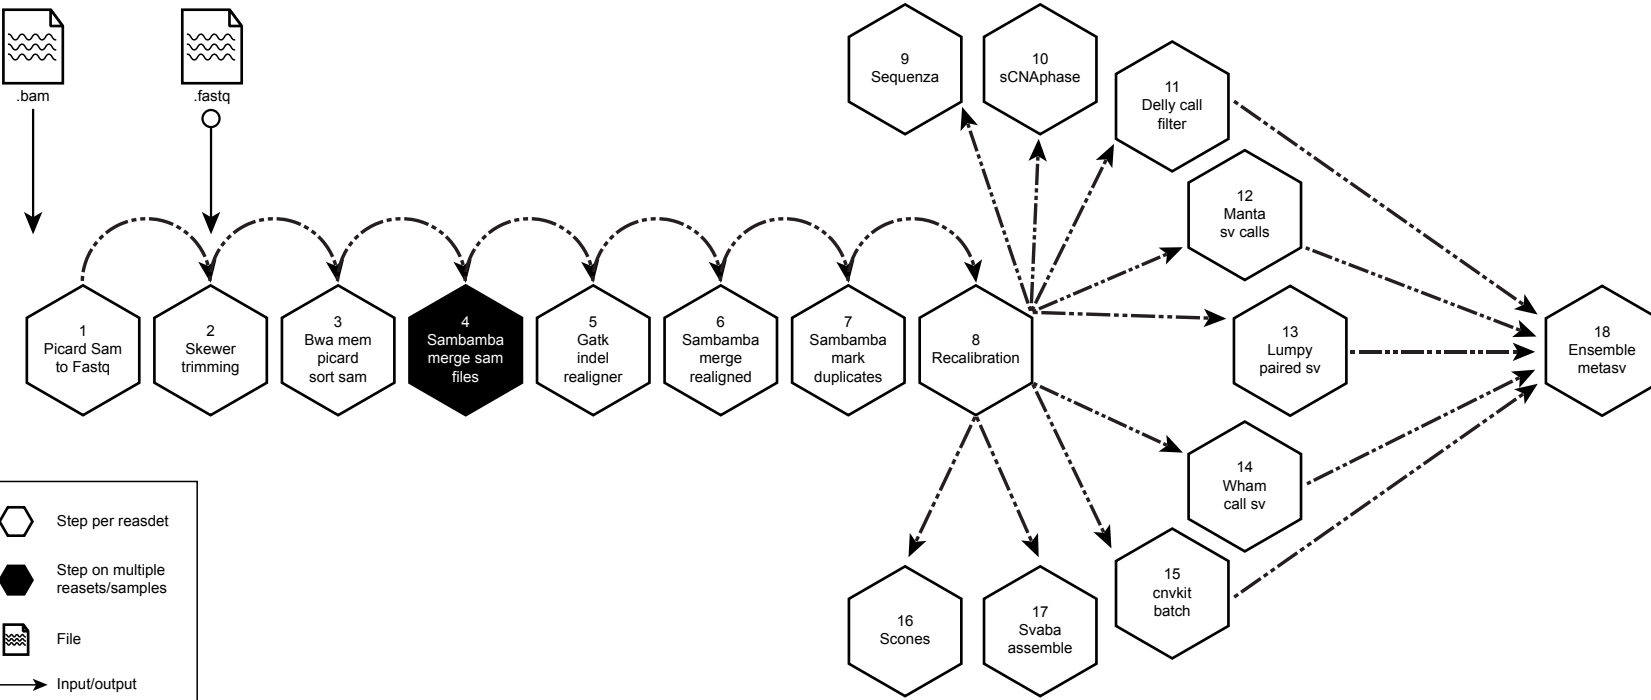 .bam
.fastq
1
Picard Sam
to Fastq
2
Skewer
trimming
3
Bwa mem
picard
sort sam
4
Sambamba
merge sam
files
5
Gatk
indel
realigner
6
Sambamba
merge
realigned
7
Sambamba
mark
duplicates
8
Recalibration
9
Sequenza
10
sCNAphase
11
Delly call
filter
12
Manta
sv calls
13
Lumpy
paired sv
14
Wham
call sv
15
cnvkit
batch
16
Scones
17
Svaba
assemble
18
Ensemble
metasv
Step per reasdet
Step on multiple
reasets/samples
File
Input/output